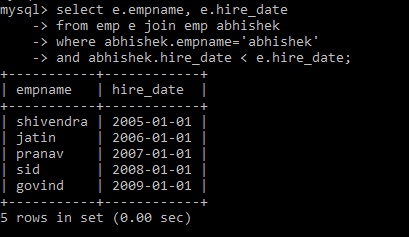 mysql> select e.empname, e.hire_date
    -> from emp e join emp abhishek
    -> where abhishek.empname='abhishek'
    -> and abhishek.hire_date < e.hire_date;
+-----------+------------+
| empname   | hire_date  |
+-----------+------------+
| shivendra | 2005-01-01 |
| jatin     | 2006-01-01 |
| pranav    | 2007-01-01 |
| sid       | 2008-01-01 |
| govind    | 2009-01-01 |
+-----------+------------+
5 rows in set (0.00 sec)